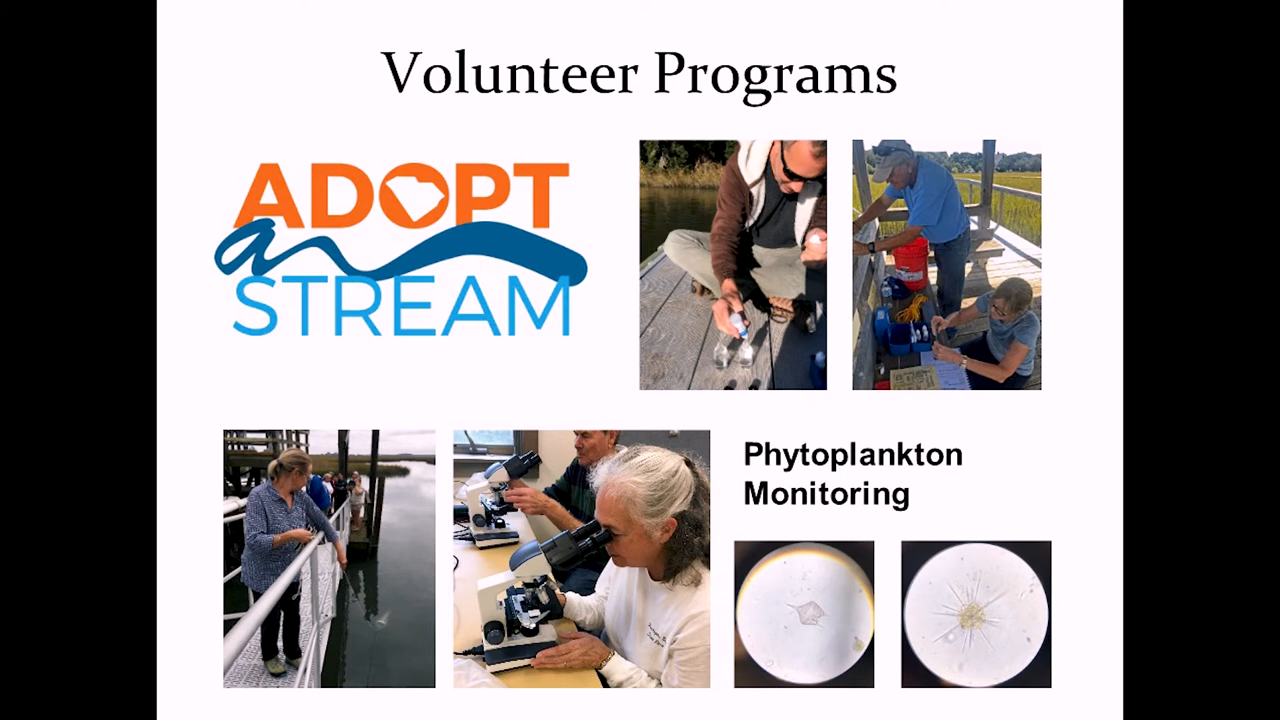 Volunteer Programs
ADOPT
a
STREAM
Phytoplankton
Monitoring